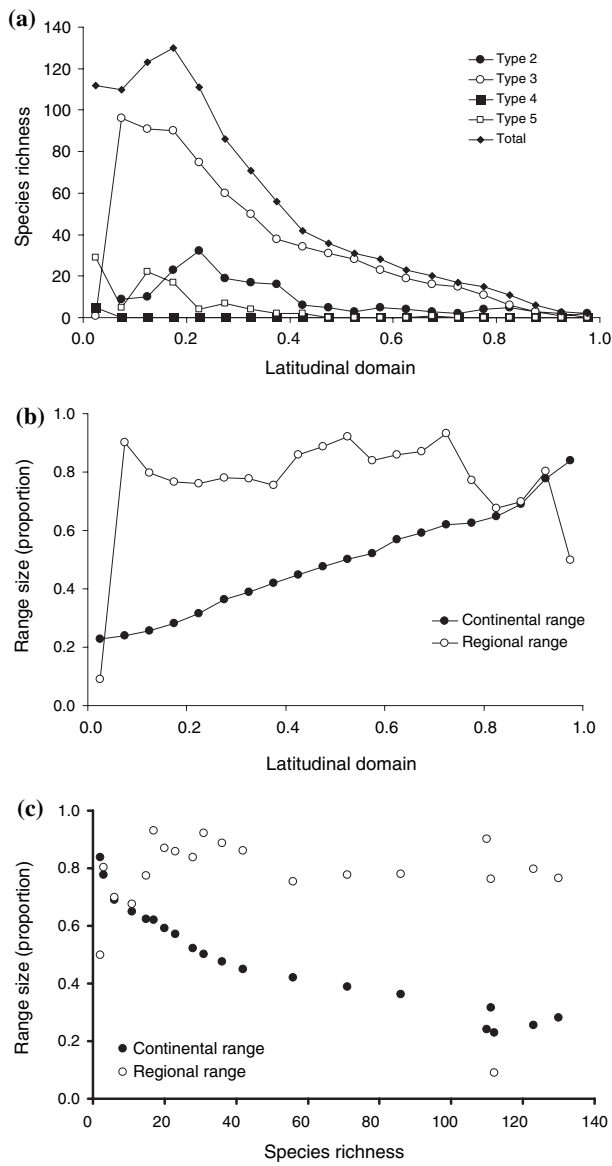 (a)
140
120
100
80
60
40
20
0
Species richness
Type 2
Type 3
Type 4
Type 5
Total
0.0 0.2 0.4 0.6 0.8 1.0
Latitudinal domain
(b)
1.0
0.8
0.6
0.4
0.2
0.0
Range size (proportion)
Continental range
Regional range
0.0 0.2 0.4 0.6 0.8 1.0
Latitudinal domain
(c)
1.0
0.8
0.6
0.4
0.2
0.0
Range size (proportion)
Continental range
Regional range
0 20 40 60 80 100 120 140
Species richness